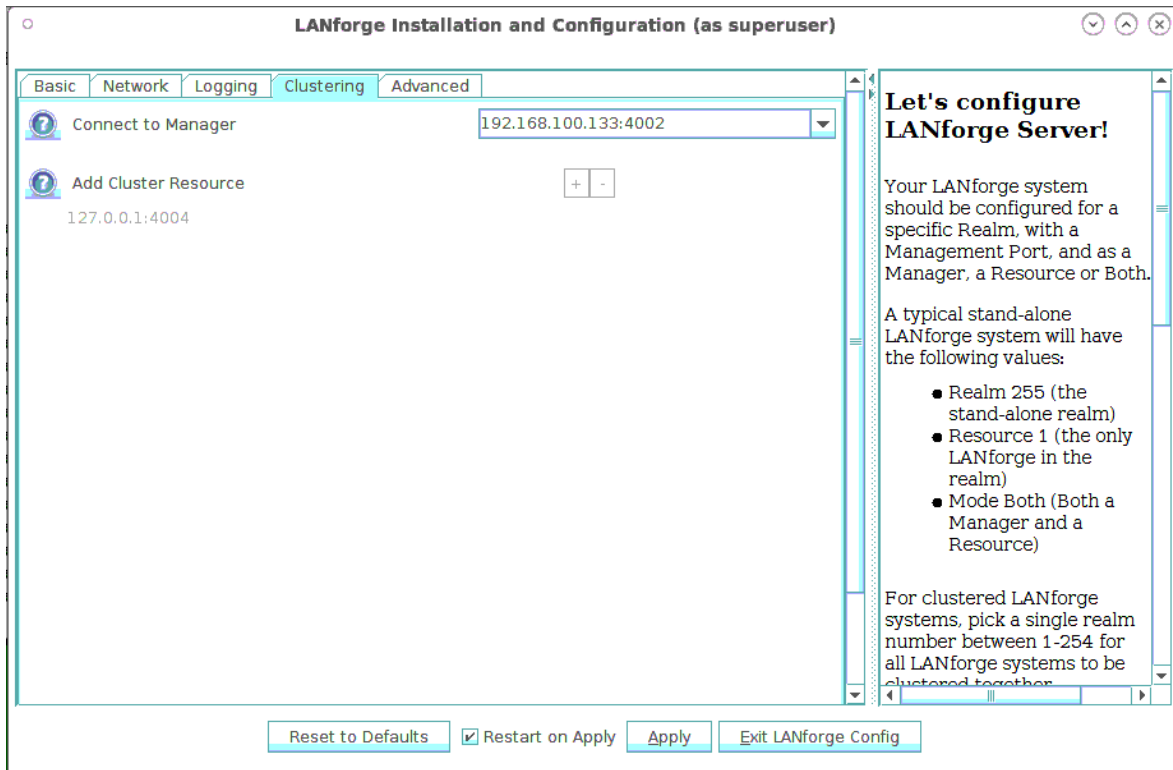 LANforge Installation and Configuration (as superuser)
Basic Network Logging Clustering Advanced
Connect to Manager
192.168.100.133:4002
Add Cluster Resource
+ -
127.0.0.1:4004
Let's configure
LANforge Server!
Your LANforge system
should be configured for a
specific Realm, with a
Management Port, and as a
Manager, a Resource or Both.
A typical stand-alone
LANforge system will have
the following values:
Realm 255 (the
stand-alone realm)
Resource 1 (the only
LANforge in the
realm)
Mode Both (Both a
Manager and a
Resource)
For clustered LANforge
systems, pick a single realm
number between 1-254 for
all LANforge systems to be
clustered together
Reset to Defaults Restart on Apply Apply Exit LANforge Config